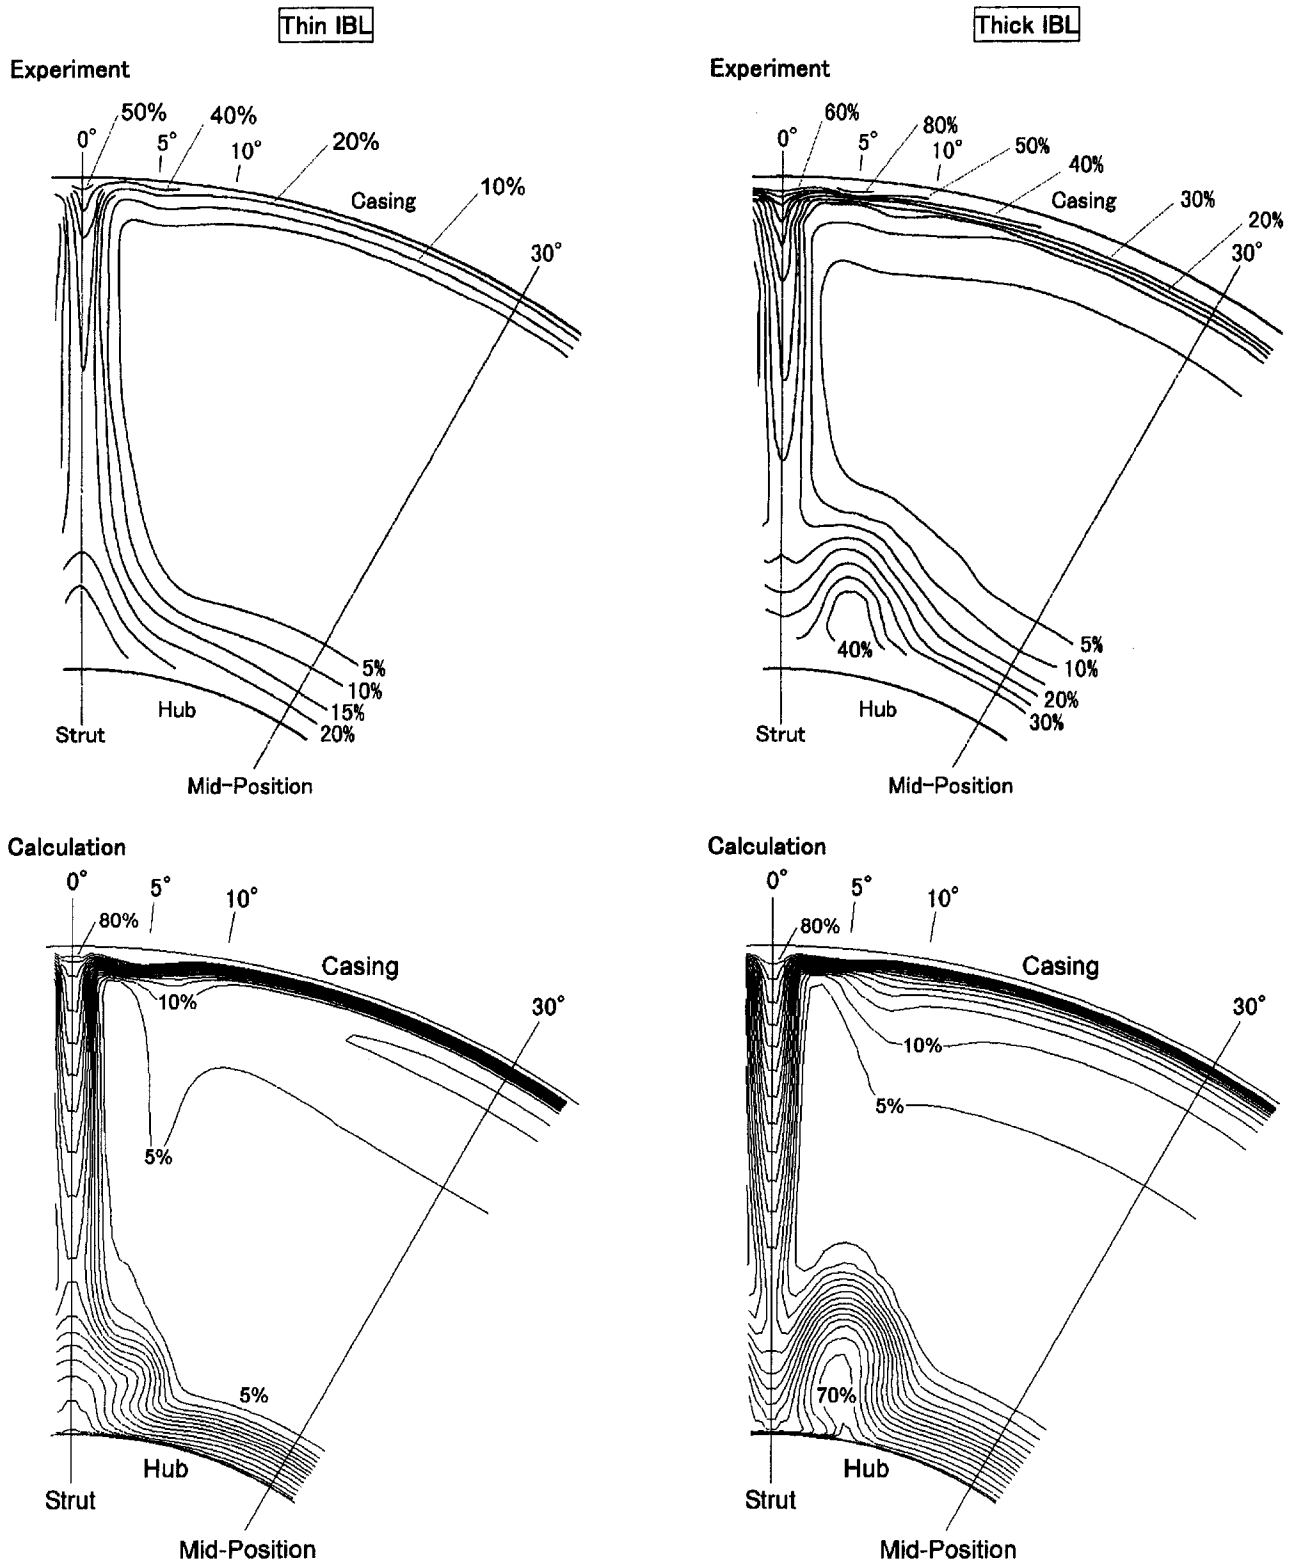 Thin IBL
Experiment
50%
40%
0°
5°
10°
20%
10%
Casing
30°
5%
10%
15%
20%
Hub
Strut
Mid-Position
Thick IBL
Experiment
60%
80%
0°
5°
10°
50%
40%
Casing
30%
20%
30°
40%
5%
10%
20%
30%
Hub
Strut
Mid-Position
Calculation
0°
5°
10°
80%
Casing
10%
30°
5%
5%
Hub
Strut
Mid-Position
Calculation
0°
5°
10°
80%
Casing
30°
10%
5%
70%
Hub
Strut
Mid-Position